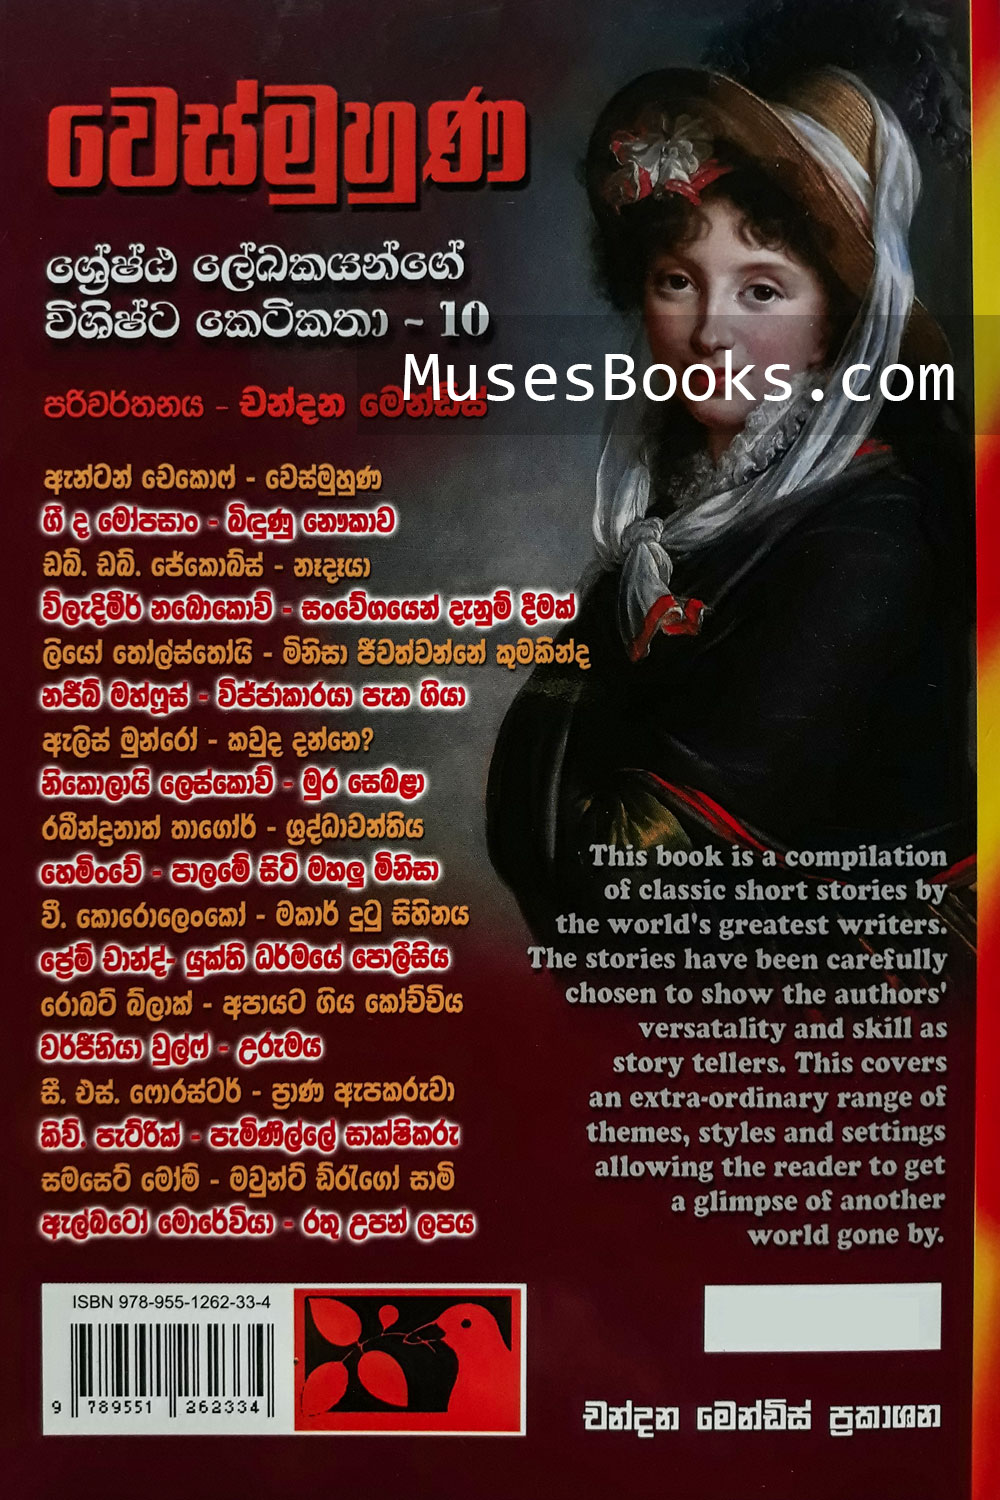 වෙස්මුහුණ
ශ්‍රේෂ්ඨ ලේඛකයන්ගේ
විශිෂ්ට කෙටිකතා - 10
MusesBooks.com
පරිවර්තනය - චන්දන මෙන්ඩිස්
ඇන්ටන් චෙකොෆ් - වෙස්මුහුණ
ගී ද මෝපසාං - බිඳුණු නෞකාව
ඩබ්. ඩබ්. ජේකොබ්ස් - නෑදෑයා
ව්ලැදිමීර් නබොකොව් - සංවේගයෙන් දැනුම් දීමක්
ලියෝ තෝල්ස්තෝයි - මිනිසා ජීවත්වන්නේ කුමකින්ද
නජීබ් මහ්ෆූස් - විජ්ජාකාරයා පැන ගියා
ඇලිස් මුන්රෝ - කවුද දන්නෙ?
නිකොලායි ලෙස්කොව් - මුර සෙබළා
රබීන්ද්‍රනාත් තාගෝර් - ශ්‍රද්ධාවන්තිය
හෙමිංවේ - පාලමේ සිටි මහලු මිනිසා
වී. කොරොලෙංකෝ - මකාර් දුටු සිහිනය
ප්‍රේම් චාන්ද්- යුක්ති ධර්මයේ පොලීසිය
රොබට් බ්ලාක් - අපායට ගිය කෝච්චිය
වර්ජීනියා වුල්ෆ් - උරුමය
සී. එස්. ෆොරස්ටර් - ප්‍රාණ ඇපකරුවා
කිව්. පැට්රික් - පැමිණිල්ලේ සාක්ෂිකරු
සමසෙට් මෝම් - මවුන්ට් ඩ්රැගෝ සාමි
ඇල්බටෝ මොරේවියා - රතු උපන් ලපය
This book is a compilation
of classic short stories by
the world's greatest writers.
The stories have been carefully
chosen to show the authors'
versatality and skill as
story tellers. This covers
an extra-ordinary range of
themes, styles and settings
allowing the reader to get
a glimpse of another
world gone by.
ISBN 978-955-1262-33-4
9 789551 262334
චන්දන මෙන්ඩිස් ප්‍රකාශන